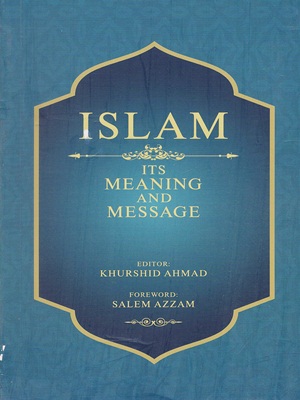 ISLAM
ITS
MEANING
AND
MESSAGE
EDITOR:
KHURSHID AHMAD
FOREWORD:
SALEM AZZAM